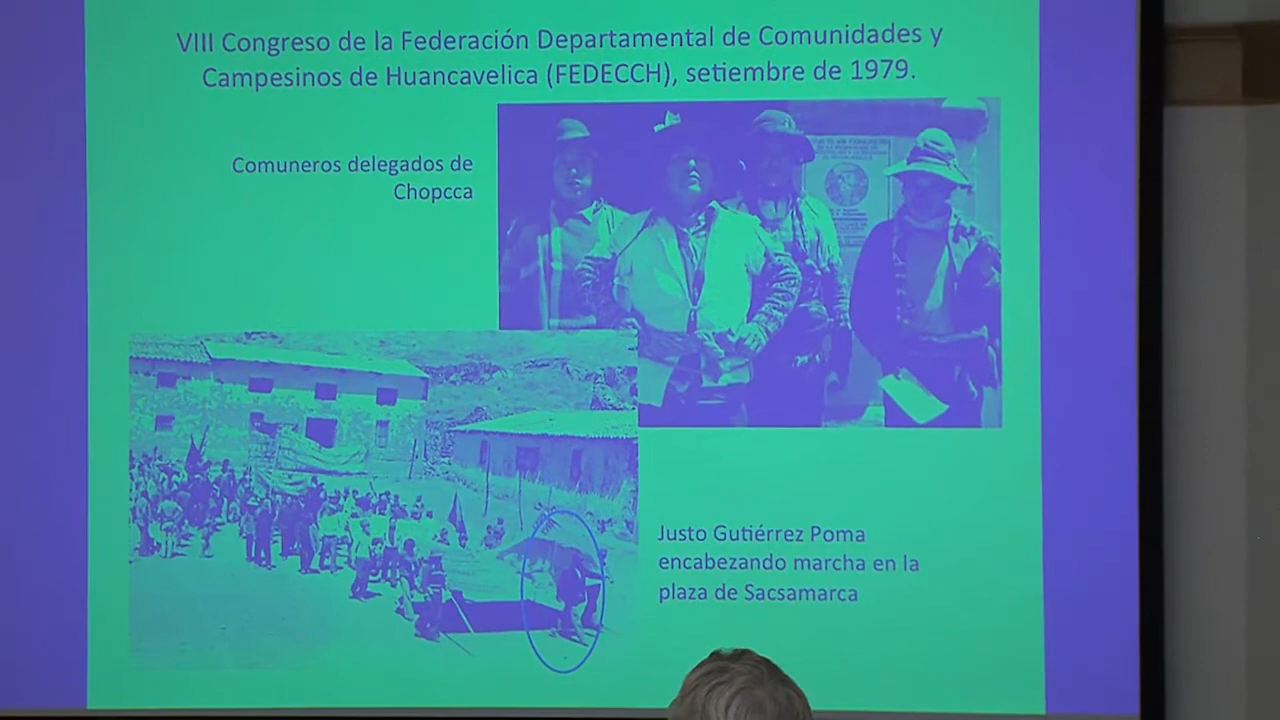 VIII Congreso de la Federación Departamental de Comunidades y
Campesinos de Huancavelica (FEDECCH), setiembre de 1979.
Comuneros delegados de
Chopcca
Justo Gutiérrez Poma
encabezando marcha en la
plaza de Sacsamarca